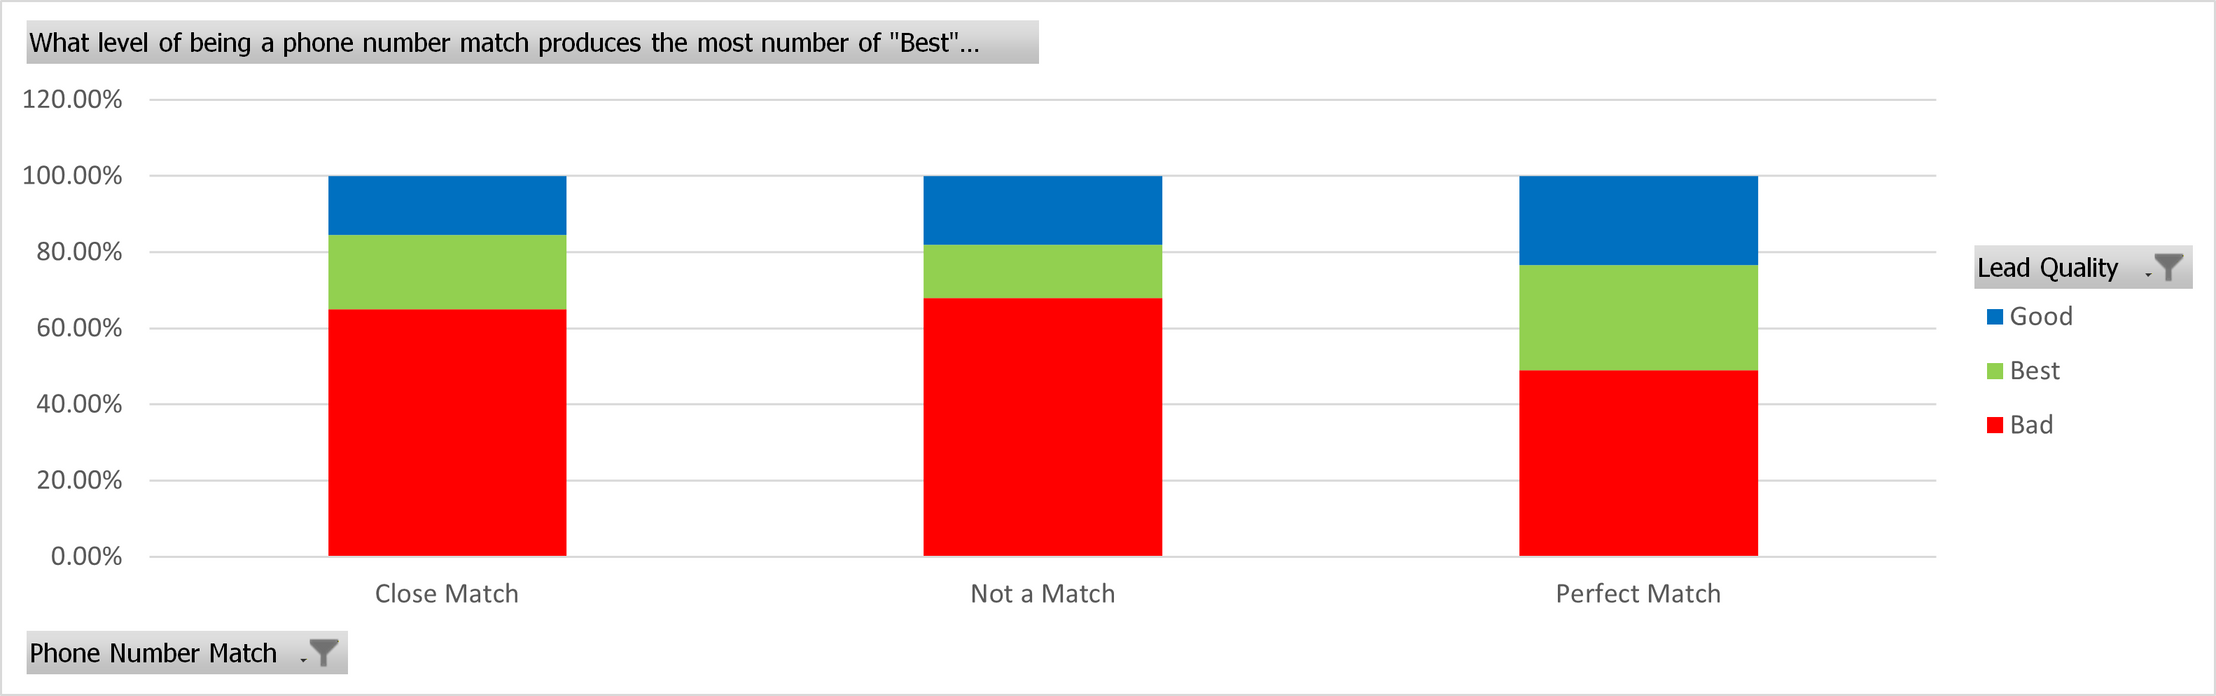 What level of being a phone number match produces the most number of "Best"...
120.00%
100.00%
80.00%
60.00%
40.00%
20.00%
0.00%
Close Match
Not a Match
Perfect Match
Lead Quality
Good
Best
Bad
Phone Number Match